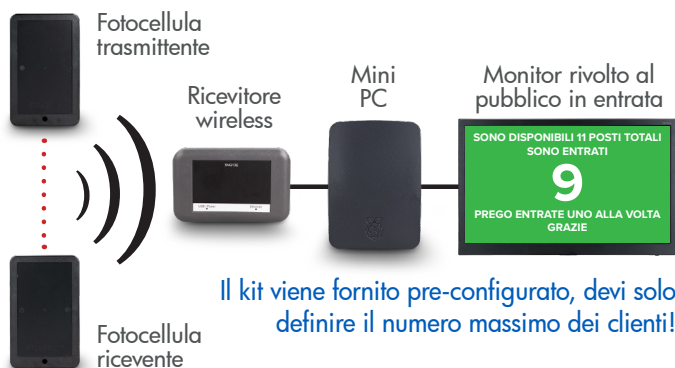 Fotocellula
trasmittente
Ricevitore
wireless
Mini
PC
Monitor rivolto al
pubblico in entrata
SONO DISPONIBILI 11 POSTI TOTALI
SONO ENTRATI
9
PREGO ENTRATE UNO ALLA VOLTA
GRAZIE
Il kit viene fornito pre-configurato, devi solo
definire il numero massimo dei clienti!
Fotocellula
ricevente